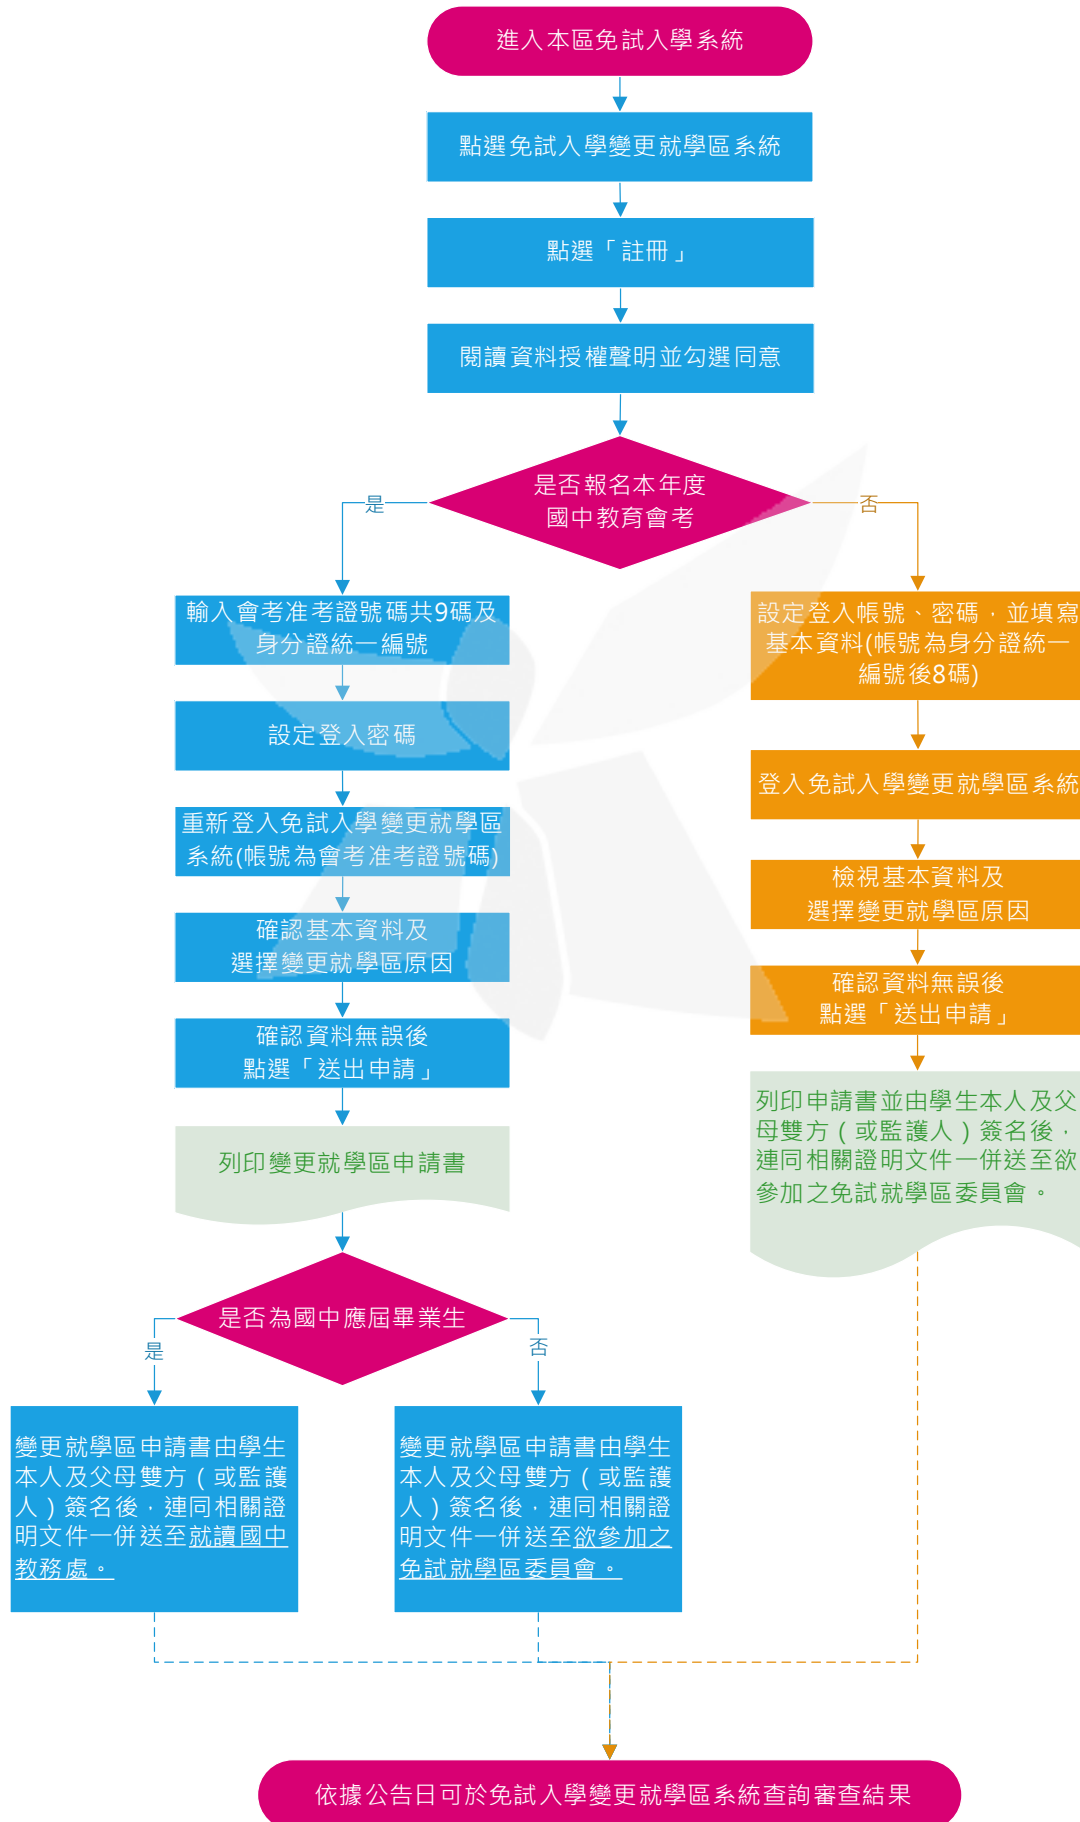 進入本區免試入學系統
點選免試入學變更就學區系統
點選「註冊」
閱讀資料授權聲明並勾選同意
是否報名本年度
國中教育會考
是
否
輸入會考准考證號碼共9碼及
身分證統一編號
設定登入密碼
重新登入免試入學變更就學區
系統(帳號為會考准考證號碼)
確認基本資料及
選擇變更就學區原因
確認資料無誤後
點選「送出申請」
列印變更就學區申請書
是否為國中應屆畢業生
是
否
變更就學區申請書由學生
本人及父母雙方（或監護
人）簽名後，連同相關證
明文件一併送至就讀國中
教務處。
變更就學區申請書由學生
本人及父母雙方（或監護
人）簽名後，連同相關證
明文件一併送至欲參加之
免試就學區委員會。
設定登入帳號、密碼，並填寫
基本資料(帳號為身分證統一
編號後8碼)
登入免試入學變更就學區系統
檢視基本資料及
選擇變更就學區原因
確認資料無誤後
點選「送出申請」
列印申請書並由學生本人及父
母雙方（或監護人）簽名後，
連同相關證明文件一併送至欲
參加之免試就學區委員會。
依據公告日可於免試入學變更就學區系統查詢審查結果